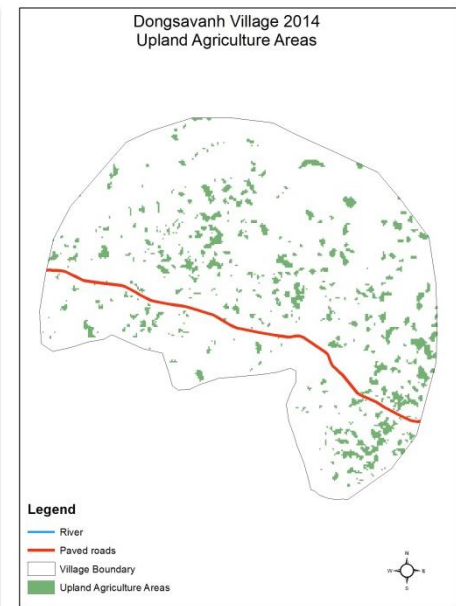 Dongsavanh Village 2014
Upland Agriculture Areas
Legend
River
Paved roads
Village Boundary
Upland Agriculture Areas
N
W
E
S